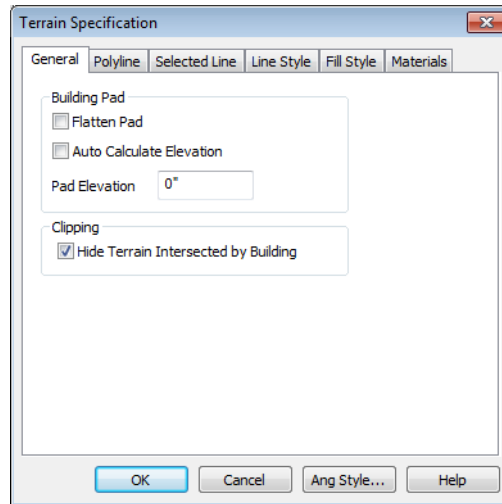 Terrain Specification
General Polyline Selected Line Line Style Fill Style Materials
Building Pad
Flatten Pad
Auto Calculate Elevation
Pad Elevation 0"
Clipping
Hide Terrain Intersected by Building
OK Cancel Ang Style... Help